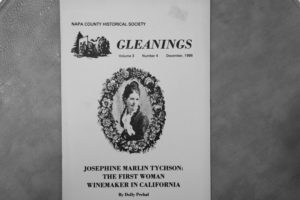 NAPA COUNTY HISTORICAL SOCIETY
GLEANINGS
Volume 3 Number 4 December, 1986
JOSEPHINE MARLIN TYCHSON:
THE FIRST WOMAN
WINEMAKER IN CALIFORNIA
By Dolly Prchal